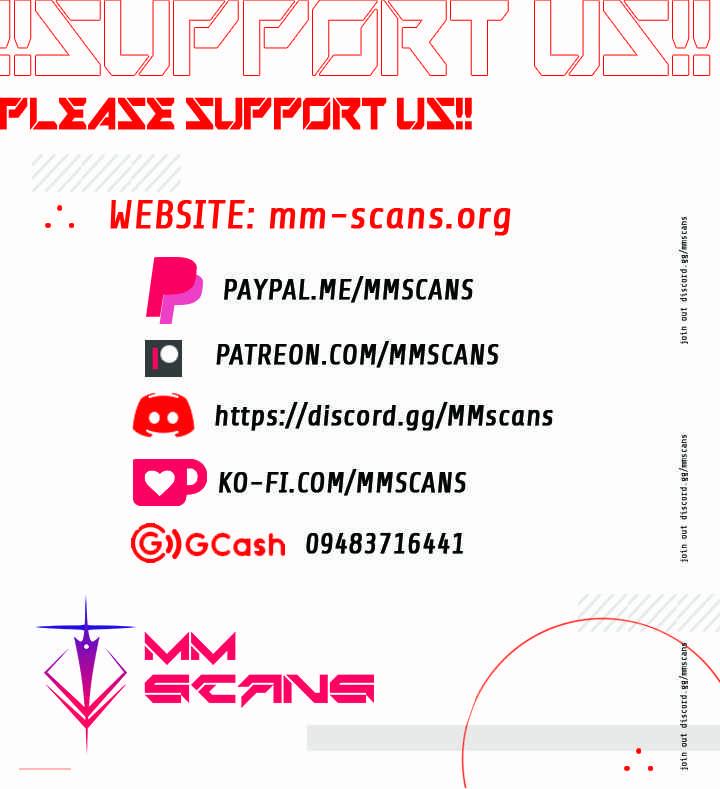 !!SUPPORT US!!
PLEASE SUPPORT US!!
WEBSITE: mm-scans.org
PAYPAL.ME/MMSCANS
PATREON.COM/MMSCANS
https://discord.gg/MMscans
KO-FI.COM/MMSCANS
GCash 09483716441
MM
SCANS
join out discord.gg/mmscans
join out discord.gg/mmscans
join out discord.gg/mmscans